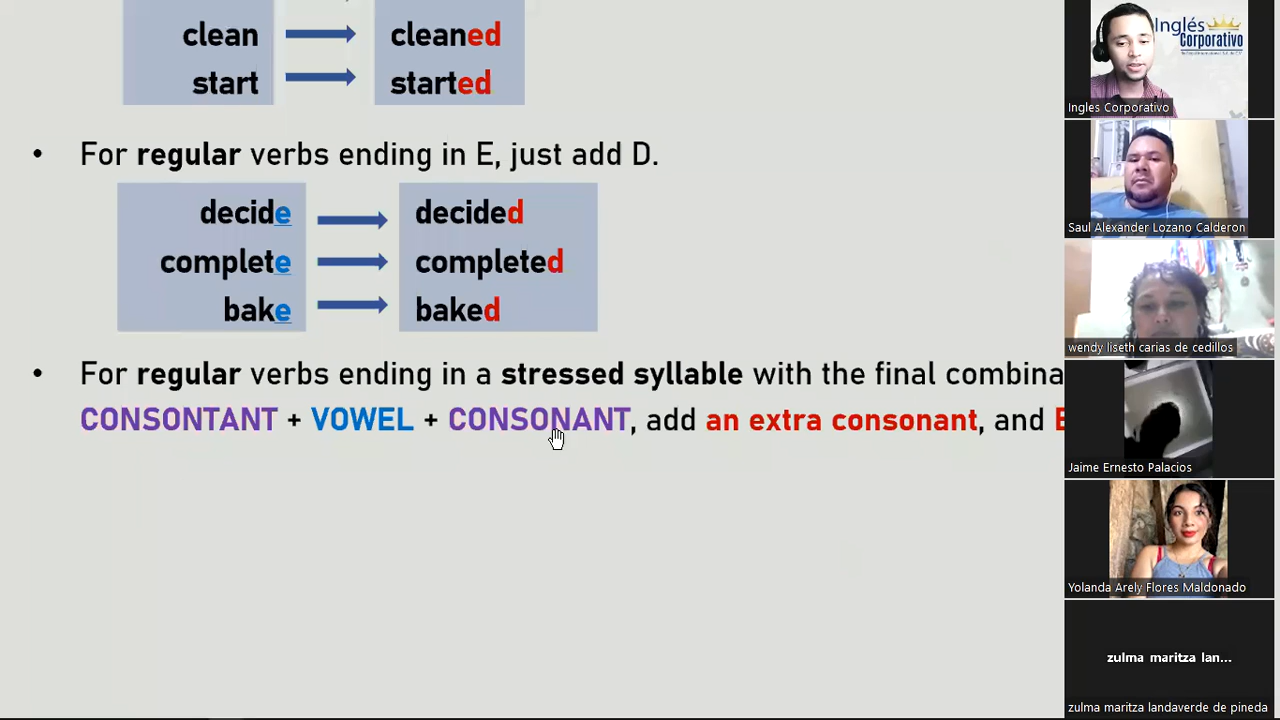 clean cleaned
start started
• For regular verbs ending in E, just add D.
decide decided
complete completed
bake baked
• For regular verbs ending in a stressed syllable with the final combina
CONSONTANT + VOWEL + CONSONANT, add an extra consonant, and E
Inglés
Corporativo
Ingles Corporativo
Saul Alexander Lozano Calderon
wendy liseth carias de cedillos
Jaime Ernesto Palacios
Yolanda Arely Flores Maldonado
zulma maritza lan...
zulma maritza landaverde de pineda